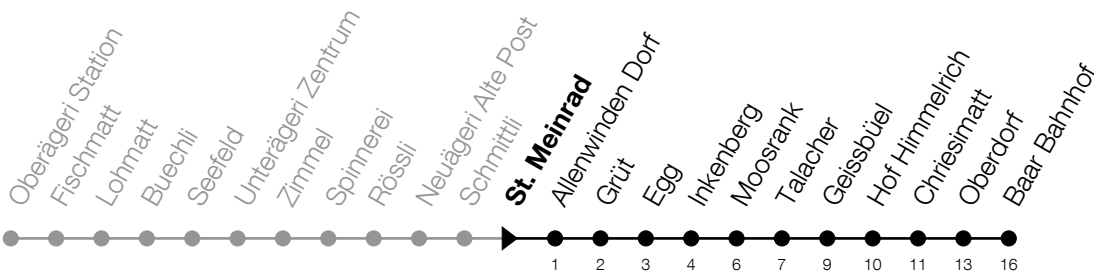 Oberägeri Station
Fischmatt
Lohmatt
Buechli
Seefeld
Unterägeri Zentrum
Zimmel
Spinnerei
Rössli
Neuägeri Alte Post
Schmittli
St. Meinrad
Allenwinden Dorf
Grüt
Egg
Inkenberg
Moosrank
Talacher
Geissbüel
Hof Himmelrich
Chriesimatt
Oberdorf
Baar Bahnhof
1 2 3 4 6 7 9 10 11 13 16